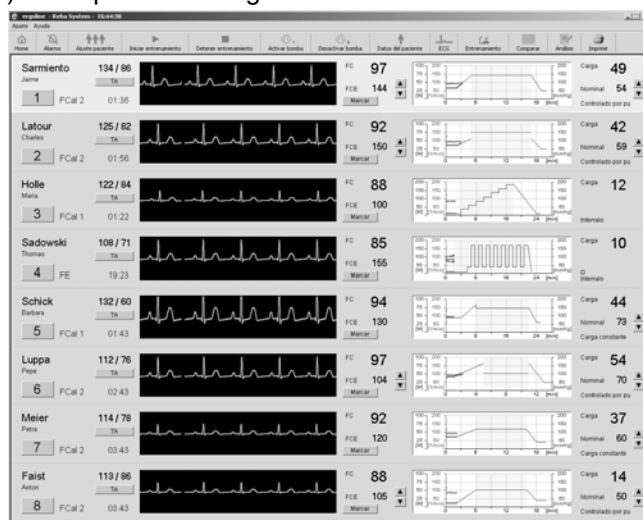 ergoline - Reha System - 16:44:38
Ajuste Ayuda
Home Alarma Ajuste paciente Iniciar entrenamiento Detener entrenamiento Activar bomba Desactivar bomba Datos del paciente ECG Entrenamiento Comparar Análisis Imprimir
Sarmiento 134 / 86 FC 97 Carga 49
Jaime TA FCE 144 Nominal 54
1 FCal 2 01:36 Marcar Controlado por pu
Latour 125 / 82 FC 92 Carga 42
Charles TA FCE 150 Nominal 59
2 FCal 2 01:56 Marcar Controlado por pu
Holle 122 / 84 FC 88 Carga 12
Maria TA FCE 100
3 FCal 1 01:22 Marcar Intervalo
Sadowski 108 / 71 FC 85 Carga 10
Thomas TA FCE 155
4 FE 19:23 Marcar Intervalo
Schick 132 / 60 FC 94 Carga 44
Barbara TA FCE 130 Nominal 73
5 FCal 1 01:43 Marcar Carga constante
Luppa 112 / 76 FC 97 Carga 54
Pepe TA FCE 104 Nominal 70
6 FCal 2 02:43 Marcar Controlado por pu
Meier 114 / 78 FC 92 Carga 37
Petra TA FCE 120 Nominal 60
7 FCal 2 03:43 Marcar Carga constante
Faist 113 / 86 FC 88 Carga 14
Anton TA FCE 105 Nominal 50
8 FCal 2 03:43 Marcar Controlado por pu